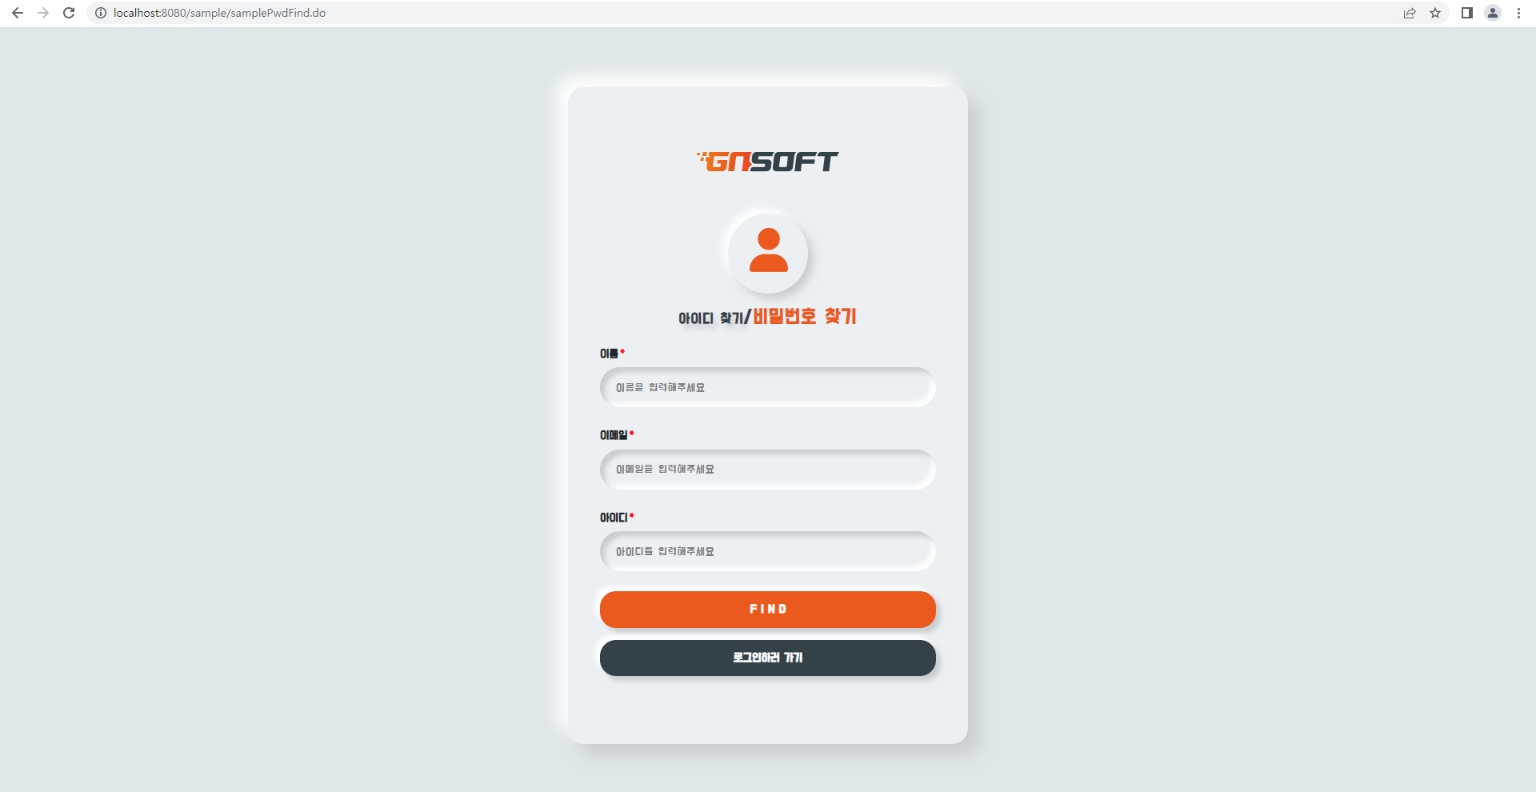 localhost:8080/sample/samplePwdFind.do
GNSOFT
아이디 찾기/비밀번호 찾기
이름*
이름을 입력해주세요
이메일*
이메일을 입력해주세요
아이디*
아이디를 입력해주세요
FIND
로그인하러 가기